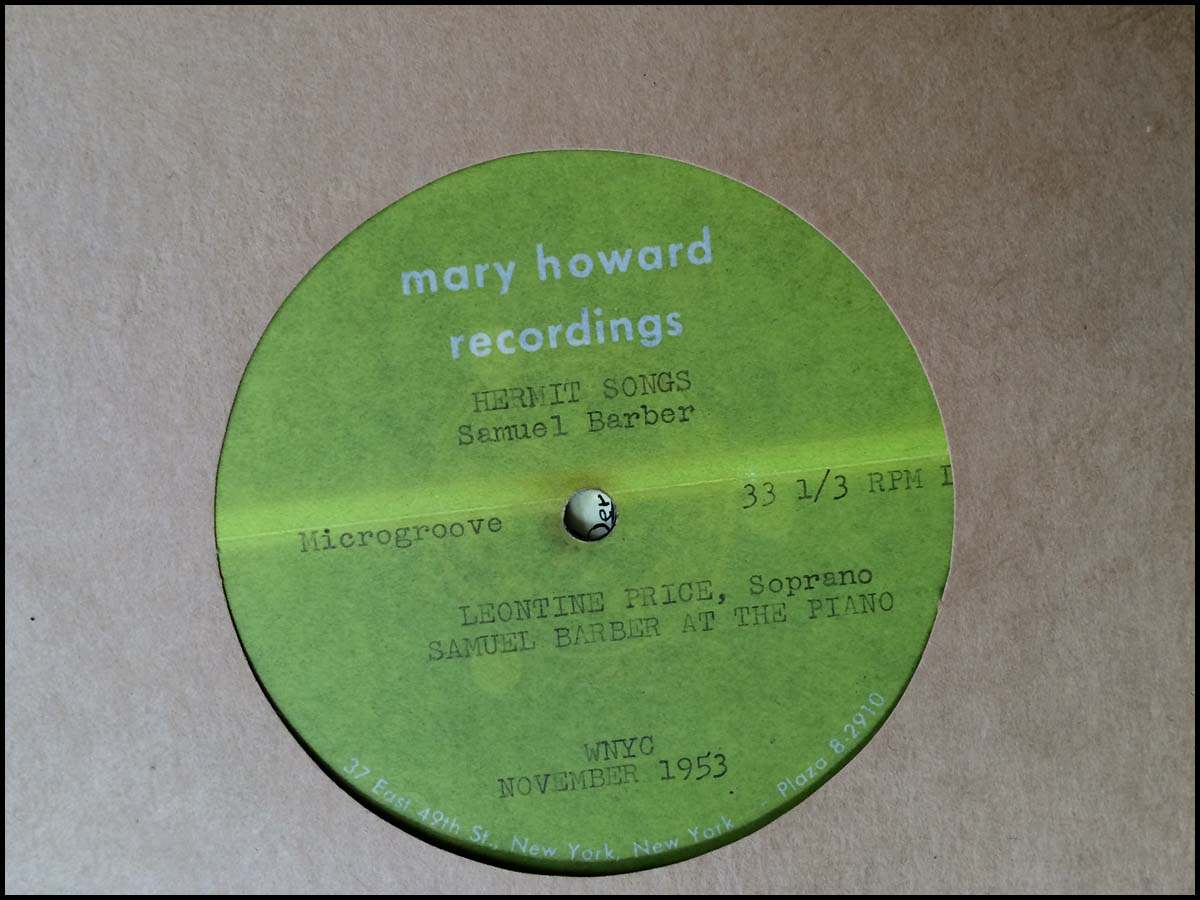 mary howard
recordings
HERMIT SONGS
Samuel Barber
Microgroove
33 1/3 RPM
LEONTINE PRICE, Soprano
SAMUEL BARBER AT THE PIANO
WNYC
NOVEMBER 1953
37 East 49th St., New York, New York - Plaza 8-2910